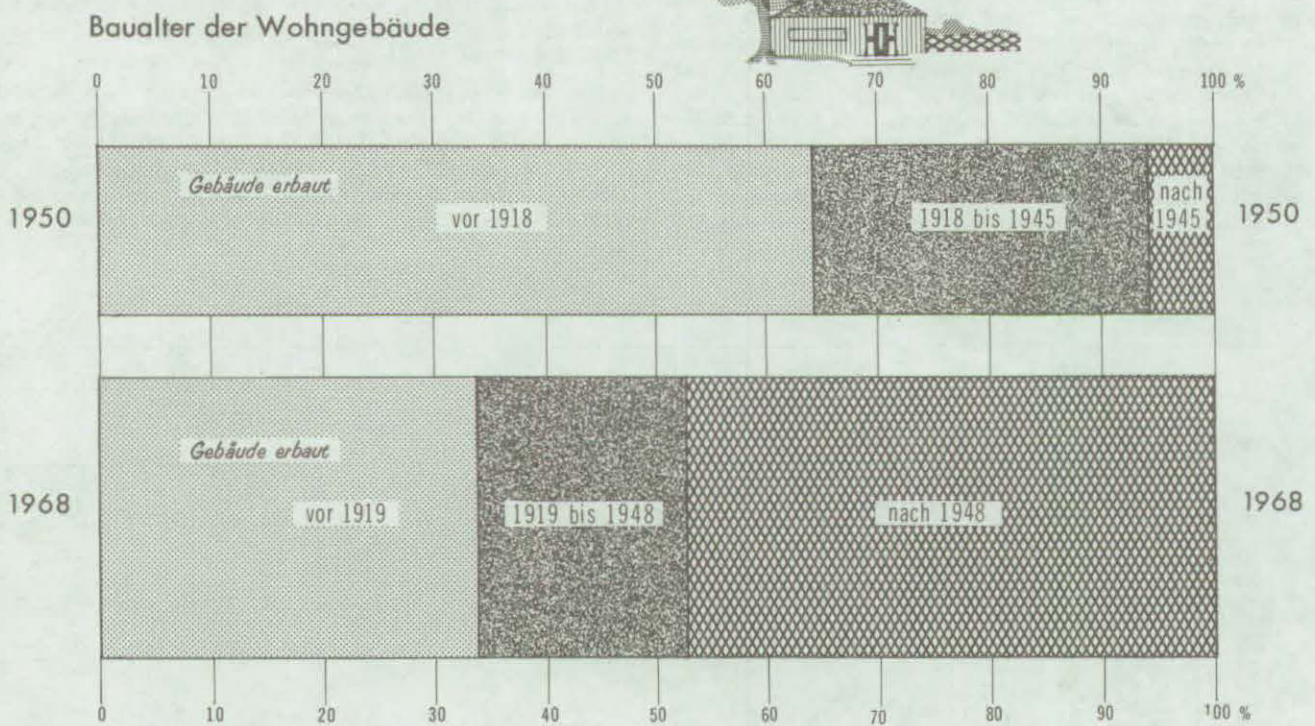 Baualter der Wohngebäude
0 10 20 30 40 50 60 70 80 90 100 %
Gebäude erbaut
1950 vor 1918 1918 bis 1945 nach 1945 1950
Gebäude erbaut
1968 vor 1919 1919 bis 1948 nach 1948 1968
0 10 20 30 40 50 60 70 80 90 100 %